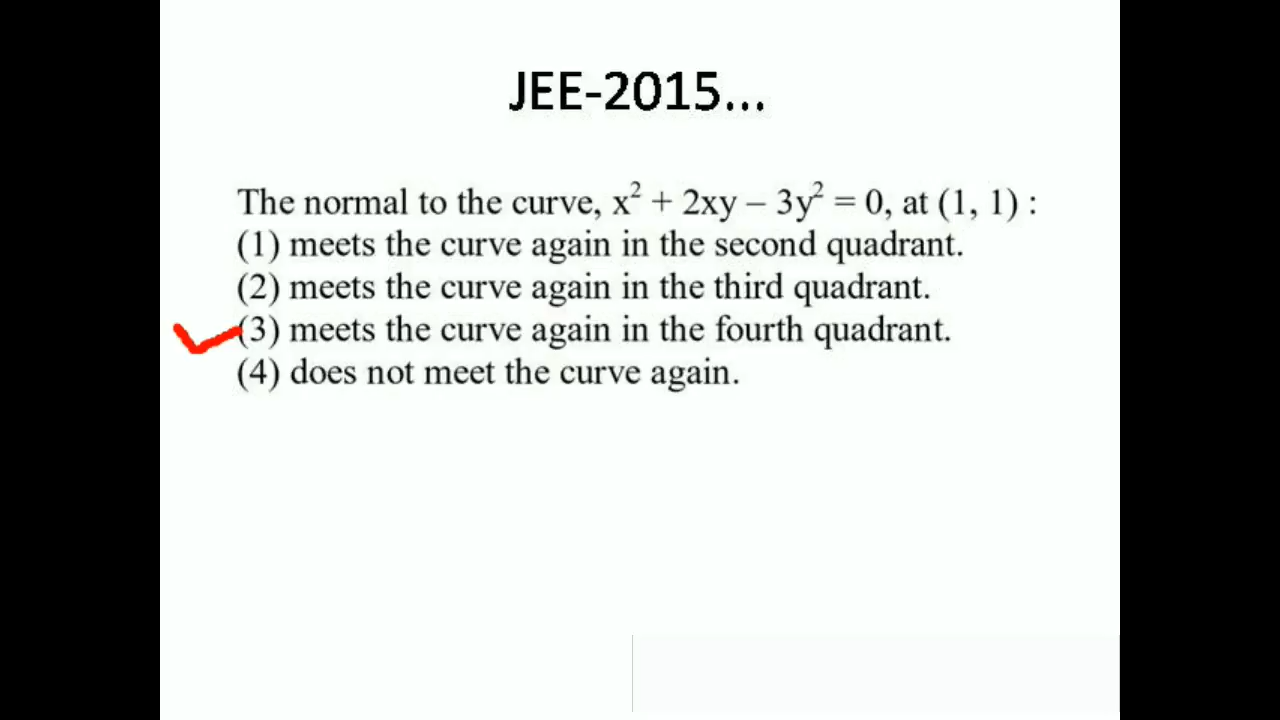 JEE-2015...
The normal to the curve, x² + 2xy – 3y² = 0, at (1, 1) :
(1) meets the curve again in the second quadrant.
(2) meets the curve again in the third quadrant.
(3) meets the curve again in the fourth quadrant.
(4) does not meet the curve again.